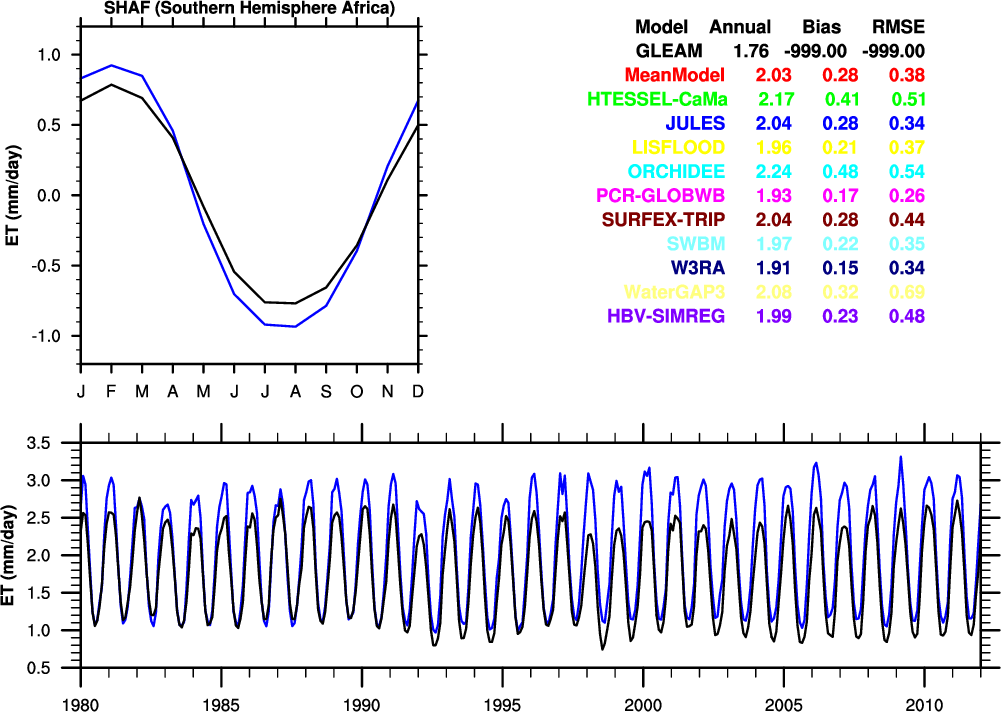 SHAF (Southern Hemisphere Africa)
1.0
0.5
0.0
-0.5
-1.0
ET (mm/day)
J F M A M J J A S O N D
Model Annual Bias RMSE
GLEAM 1.76 -999.00 -999.00
MeanModel 2.03 0.28 0.38
HTESSEL-CaMa 2.17 0.41 0.51
JULES 2.04 0.28 0.34
LISFLOOD 1.96 0.21 0.37
ORCHIDEE 2.24 0.48 0.54
PCR-GLOBWB 1.93 0.17 0.26
SURFEX-TRIP 2.04 0.28 0.44
SWBM 1.97 0.22 0.35
W3RA 1.91 0.15 0.34
WaterGAP3 2.08 0.32 0.69
HBV-SIMREG 1.99 0.23 0.48
3.5
3.0
2.5
2.0
1.5
1.0
0.5
ET (mm/day)
1980 1985 1990 1995 2000 2005 2010